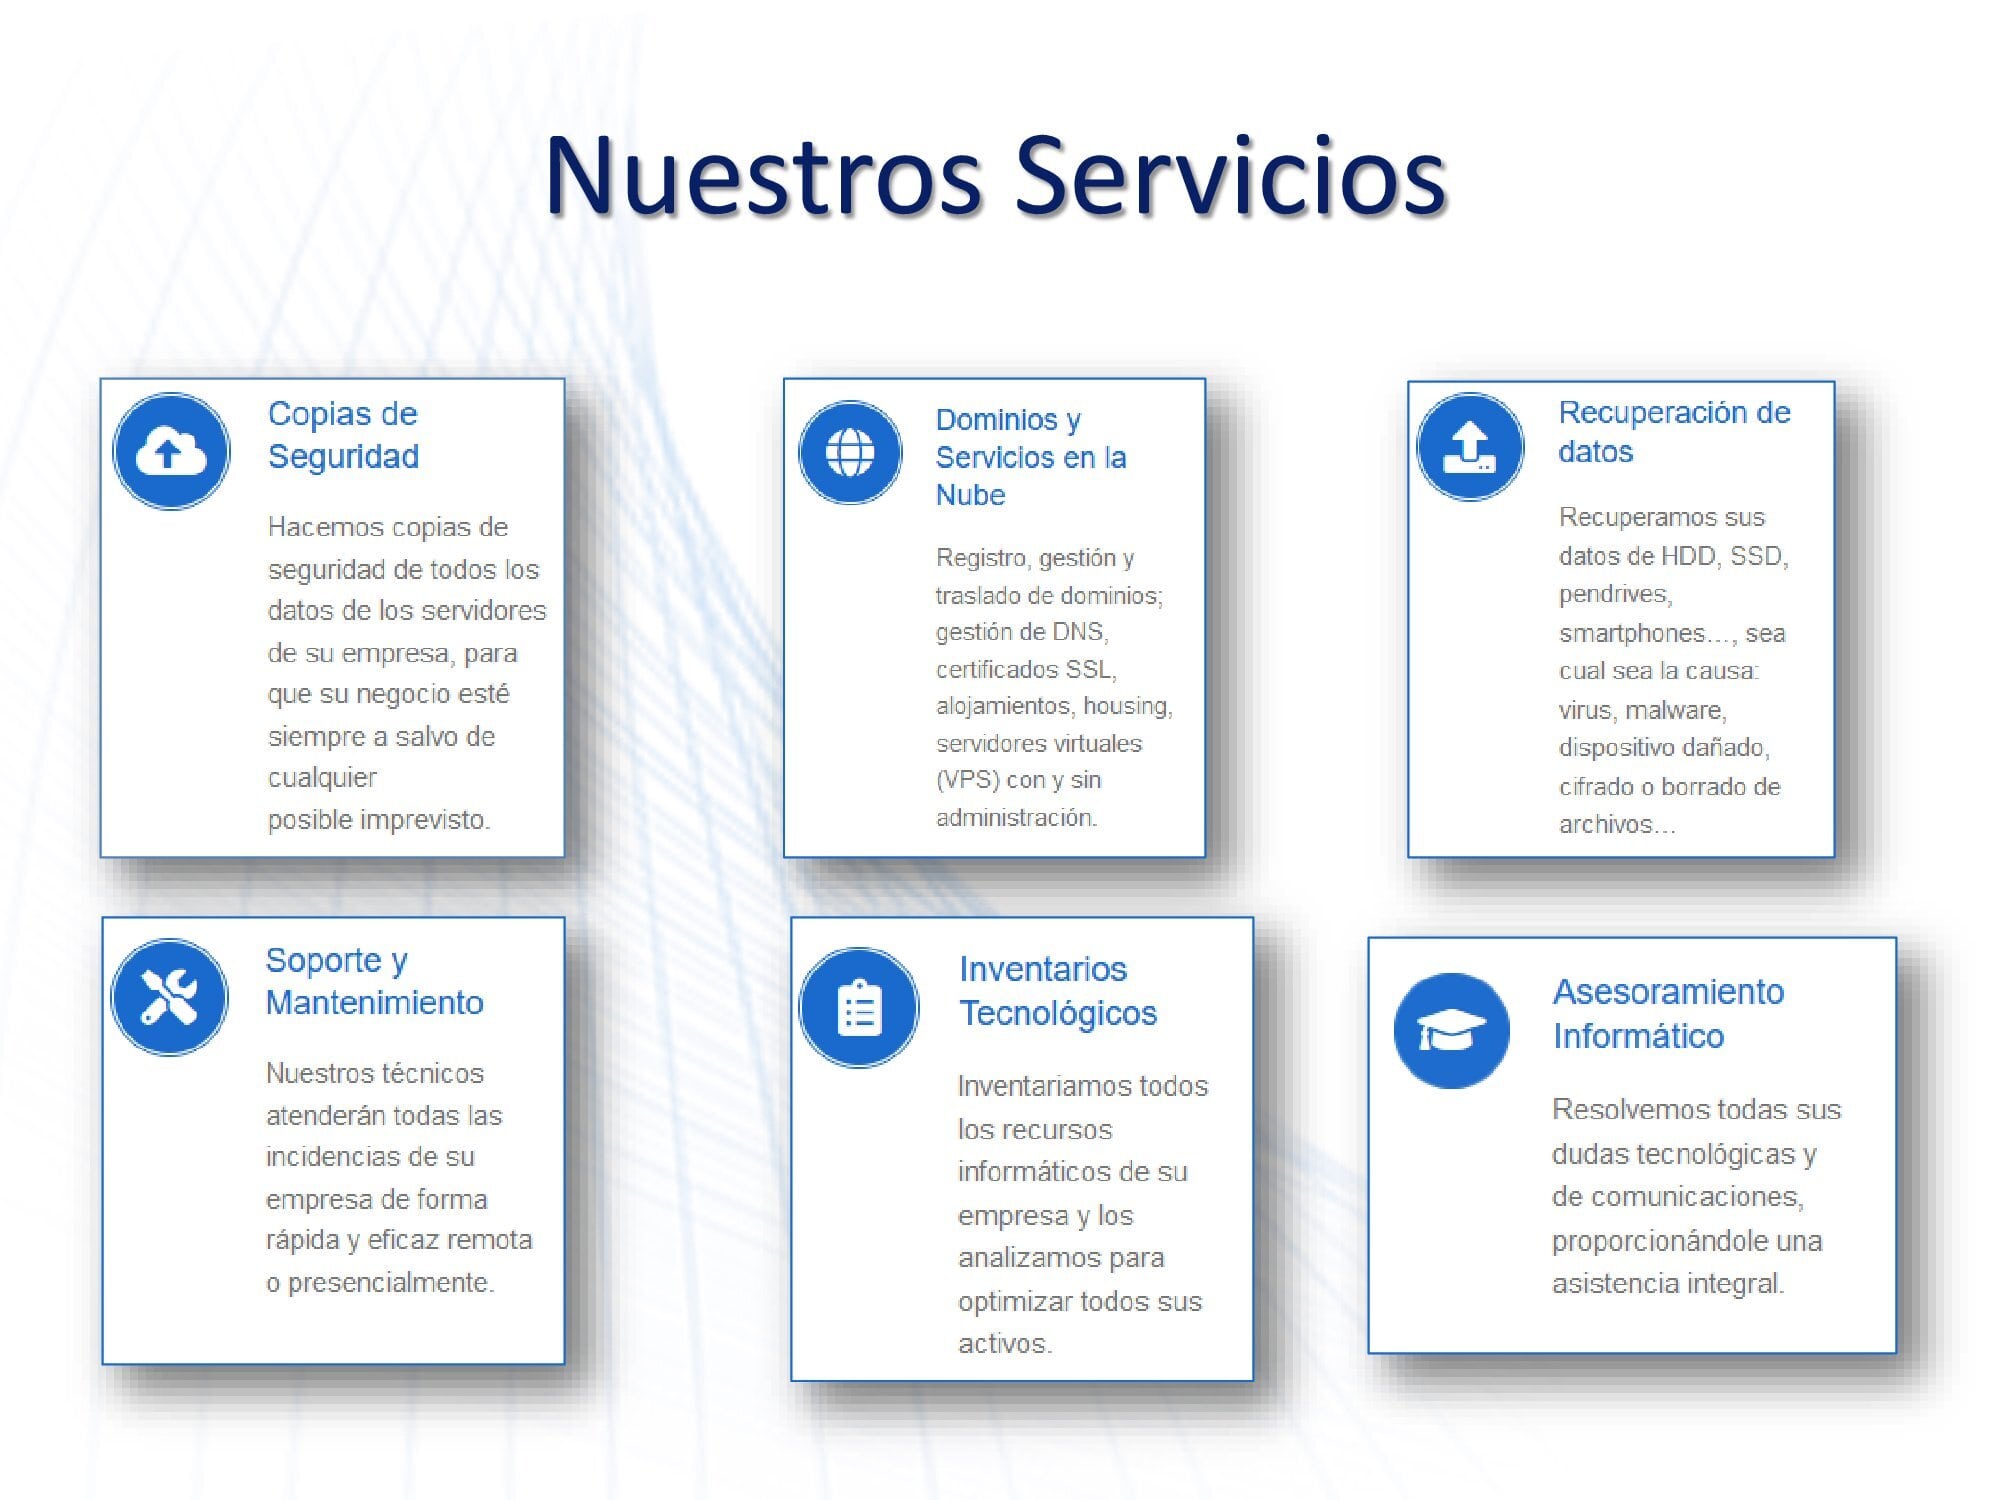 Nuestros Servicios
Copias de
Seguridad
Hacemos copias de
seguridad de todos los
datos de los servidores
de su empresa, para
que su negocio esté
siempre a salvo de
cualquier
posible imprevisto.
Dominios y
Servicios en la
Nube
Registro, gestión y
traslado de dominios;
gestión de DNS,
certificados SSL,
alojamientos, housing,
servidores virtuales
(VPS) con y sin
administración.
Recuperación de
datos
Recuperamos sus
datos de HDD, SSD,
pendrives,
smartphones..., sea
cual sea la causa:
virus, malware,
dispositivo dañado,
cifrado o borrado de
archivos...
Soporte y
Mantenimiento
Nuestros técnicos
atenderán todas las
incidencias de su
empresa de forma
rápida y eficaz remota
o presencialmente.
Inventarios
Tecnológicos
Inventariamos todos
los recursos
informáticos de su
empresa y los
analizamos para
optimizar todos sus
activos.
Asesoramiento
Informático
Resolvemos todas sus
dudas tecnológicas y
de comunicaciones,
proporcionándole una
asistencia integral.